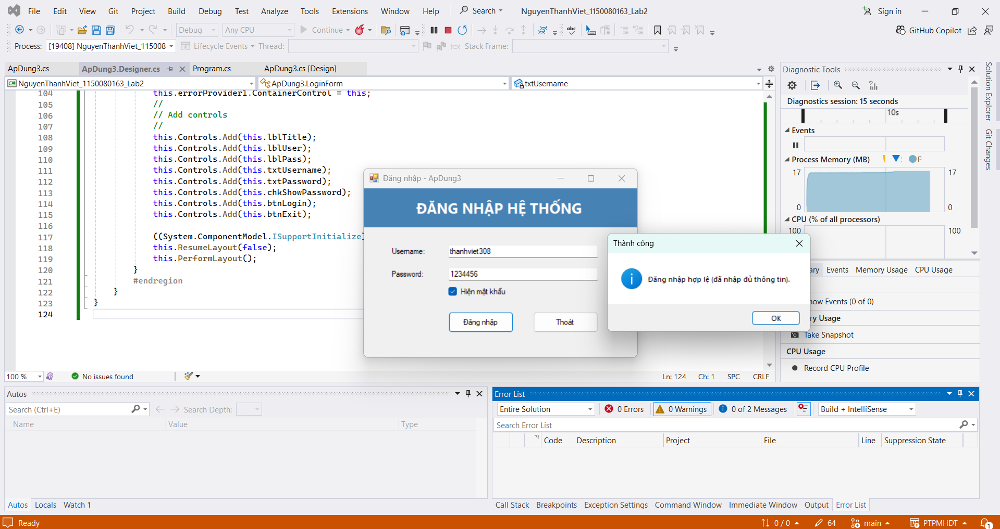 File Edit View Git Project Build Debug Test Analyze Tools Extensions Window Help Search NguyenThanhViet_1150080163_Lab2 Sign in
Debug Any CPU Continue abc GitHub Copilot
Process: [19408] NguyenThanhViet_115008 Lifecycle Events Thread: Stack Frame:
ApDung3.cs ApDung3.Designer.cs Program.cs ApDung3.cs [Design]
C# NguyenThanhViet_1150080163_Lab2 ApDung3.LoginForm txtUsername
104 this.errorProvider1.ContainerControl = this;
105 //
106 // Add controls
107 //
108 this.Controls.Add(this.lblTitle);
109 this.Controls.Add(this.lblUser);
110 this.Controls.Add(this.lblPass);
111 this.Controls.Add(this.txtUsername);
112 this.Controls.Add(this.txtPassword);
113 this.Controls.Add(this.chkShowPassword);
114 this.Controls.Add(this.btnLogin);
115 this.Controls.Add(this.btnExit);
116
117 ((System.ComponentModel.ISupportInitialize)
118 this.ResumeLayout(false);
119 this.PerformLayout();
120 }
121 #endregion
122 }
123 }
124
100 % No issues found Ln: 124 Ch: 1 SPC CRLF
Đăng nhập - ApDung3
ĐĂNG NHẬP HỆ THỐNG
Username: thanhviet308
Password: 1234456
Hiện mật khẩu
Đăng nhập Thoát
Thành công
Đăng nhập hợp lệ (đã nhập đủ thông tin).
OK
Diagnostic Tools
Diagnostics session: 15 seconds
10s
Events
Process Memory (MB) P
17 17
0 0
CPU (% of all processors)
100 100
Events Memory Usage CPU Usage
Events (0 of 0)
Usage
Take Snapshot
CPU Usage
Record CPU Profile
Solution Explorer
Git Changes
Autos
Search (Ctrl+E) Search Depth:
Name Value Type
Autos Locals Watch 1
Error List
Entire Solution 0 Errors 0 Warnings 0 of 2 Messages Build + IntelliSense
Search Error List
Code Description Project File Line Suppression State
Call Stack Breakpoints Exception Settings Command Window Immediate Window Output Error List
Ready 0 / 0 64 main PTPMHDT 1